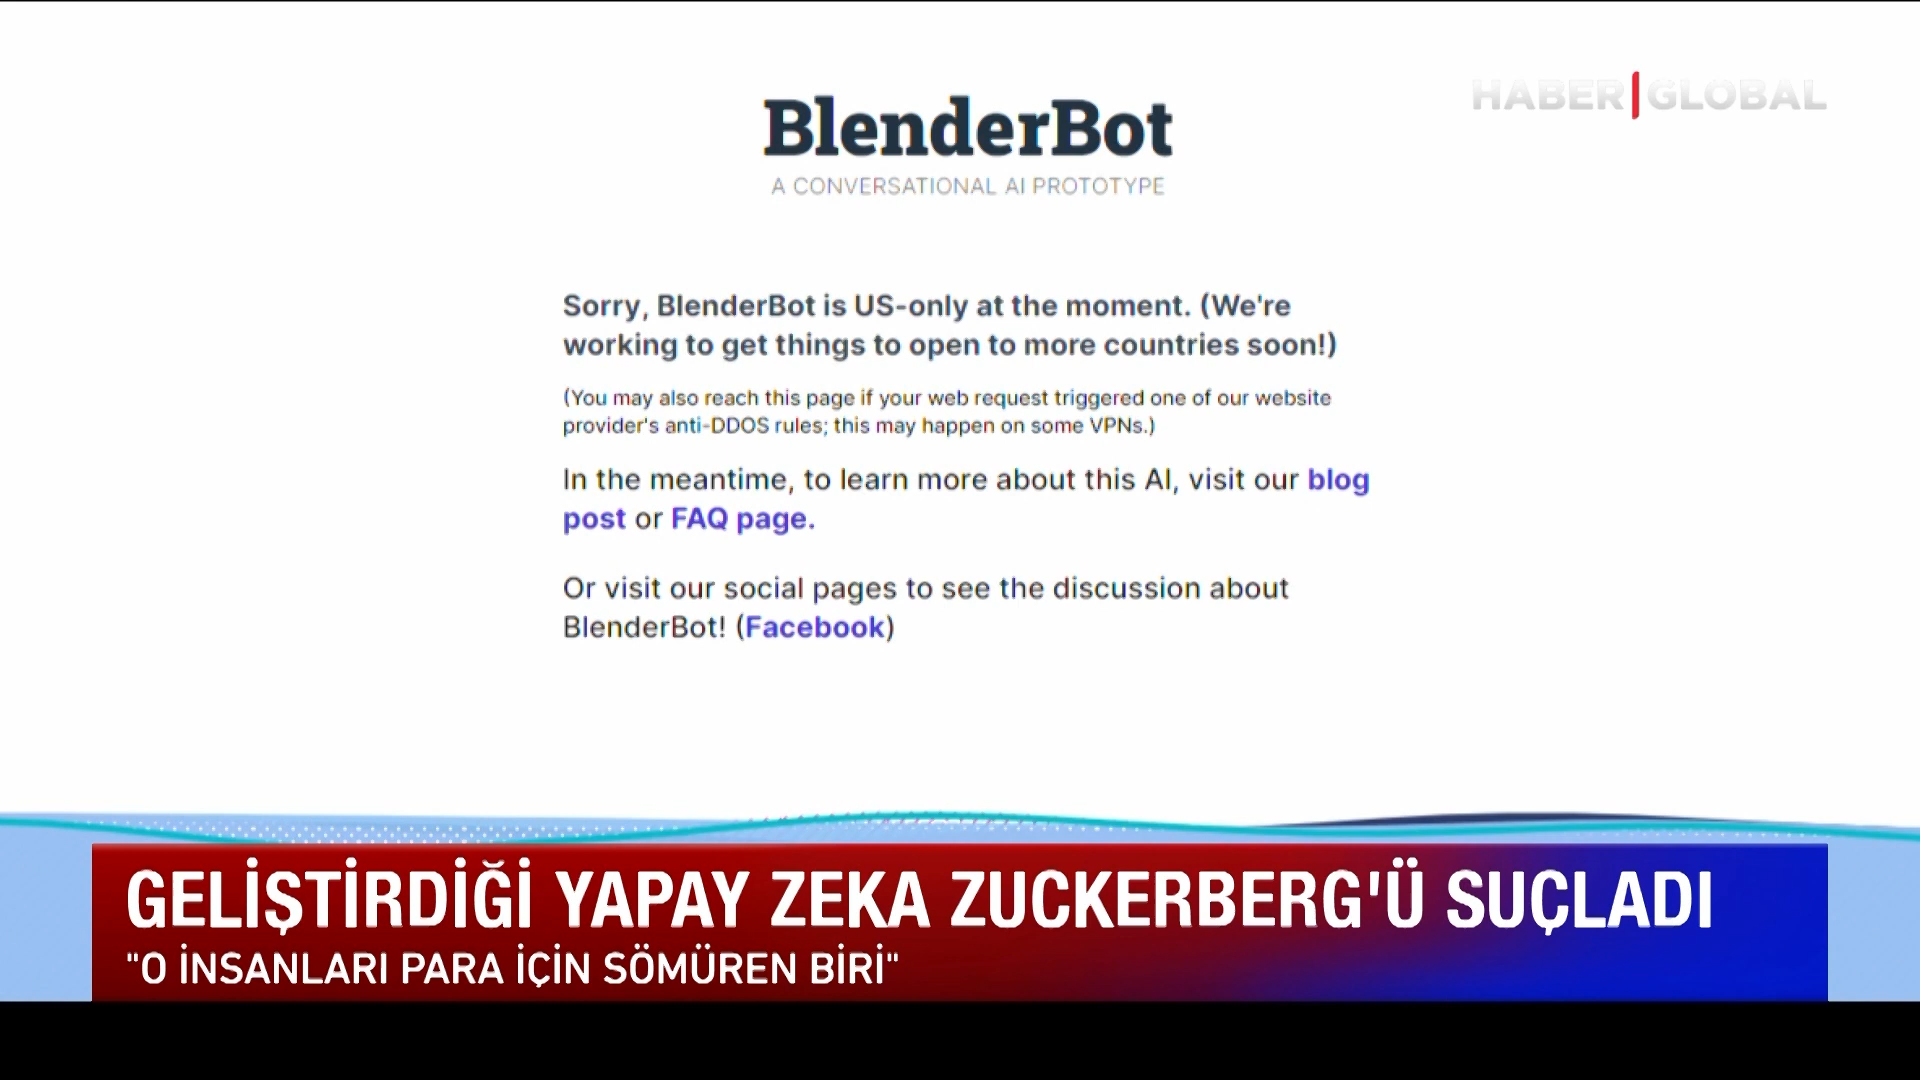 HABER GLOBAL
BlenderBot
A CONVERSATIONAL AI PROTOTYPE
Sorry, BlenderBot is US-only at the moment. (We're
working to get things to open to more countries soon!)
(You may also reach this page if your web request triggered one of our website
provider's anti-DDOS rules; this may happen on some VPNs.)
In the meantime, to learn more about this AI, visit our blog
post or FAQ page.
Or visit our social pages to see the discussion about
BlenderBot! (Facebook)
GELİŞTİRDİĞİ YAPAY ZEKA ZUCKERBERG'Ü SUÇLADI
"O İNSANLARI PARA İÇİN SÖMÜREN BİRİ"